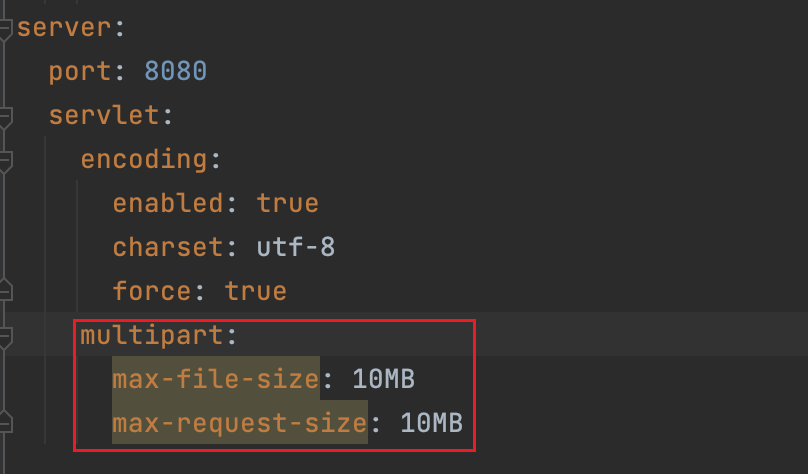 server:
  port: 8080
  servlet:
    encoding:
      enabled: true
      charset: utf-8
      force: true
    multipart:
      max-file-size: 10MB
      max-request-size: 10MB